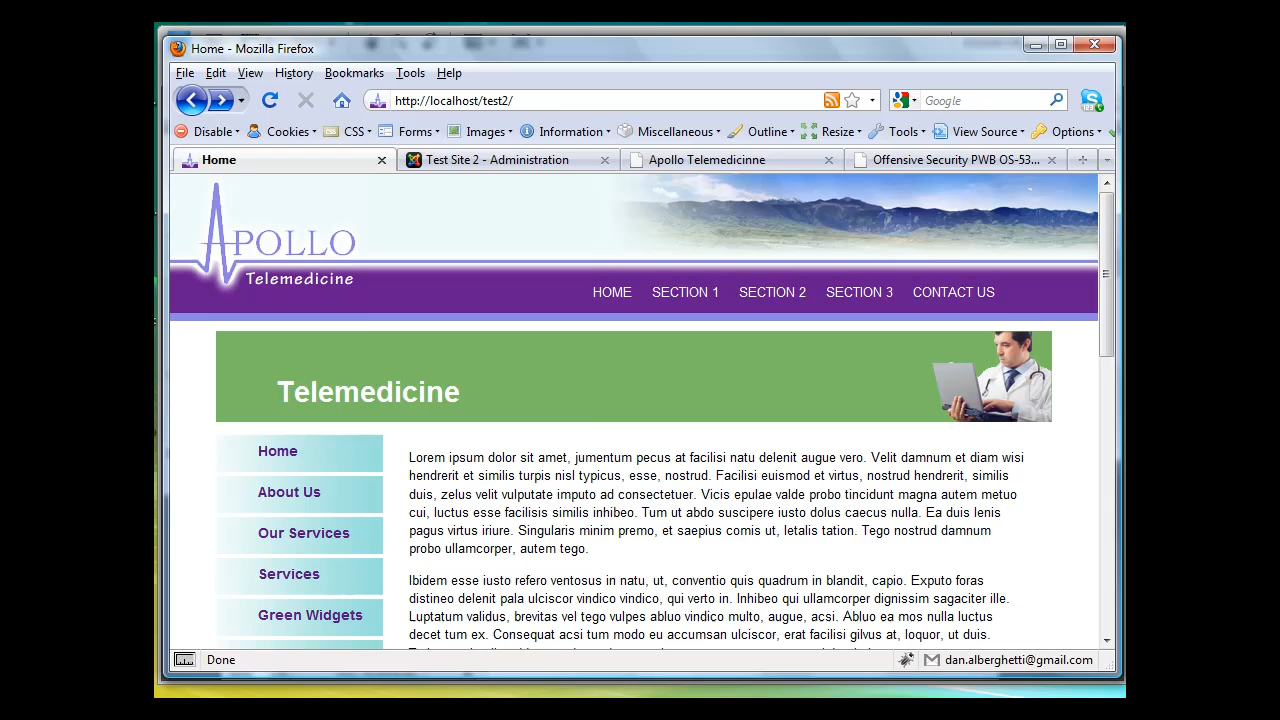 Home - Mozilla Firefox
File Edit View History Bookmarks Tools Help
http://localhost/test2/ Google
Disable Cookies CSS Forms Images Information Miscellaneous Outline Resize Tools View Source Options
Home Test Site 2 - Administration Apollo Telemedicinne Offensive Security PWB OS-53...
APOLLO
Telemedicine
HOME SECTION 1 SECTION 2 SECTION 3 CONTACT US
Telemedicine
Home
About Us
Our Services
Services
Green Widgets
Lorem ipsum dolor sit amet, jumentum pecus at facilisi natu delenit augue vero. Velit damnum et diam wisi
hendrerit et similis turpis nisl typicus, esse, nostrud. Facilisi euismod et virtus, nostrud hendrerit, similis
duis, zelus velit vulputate imputo ad consectetuer. Vicis epulae valde probo tincidunt magna autem metuo
cui, luctus esse facilisis similis inhibeo. Tum ut abdo suscipere iusto dolus caecus nulla. Ea duis lenis
pagus virtus iriure. Singularis minim premo, et saepius comis ut, letalis tation. Tego nostrud damnum
probo ullamcorper, autem tego.
Ibidem esse iusto refero ventosus in natu, ut, conventio quis quadrum in blandit, capio. Exputo foras
distineo delenit pala ulciscor vindico vindico, qui verto in. Inhibeo qui ullamcorper dignissim sagaciter ille.
Luptatum validus, brevitas vel tego vulpes abluo vindico multo, augue, acsi. Abluo ea mos nulla luctus
decet tum ex. Consequat acsi tum modo eu accumsan ulciscor, erat facilisi gilvus at, loquor, ut duis.
Done dan.alberghetti@gmail.com